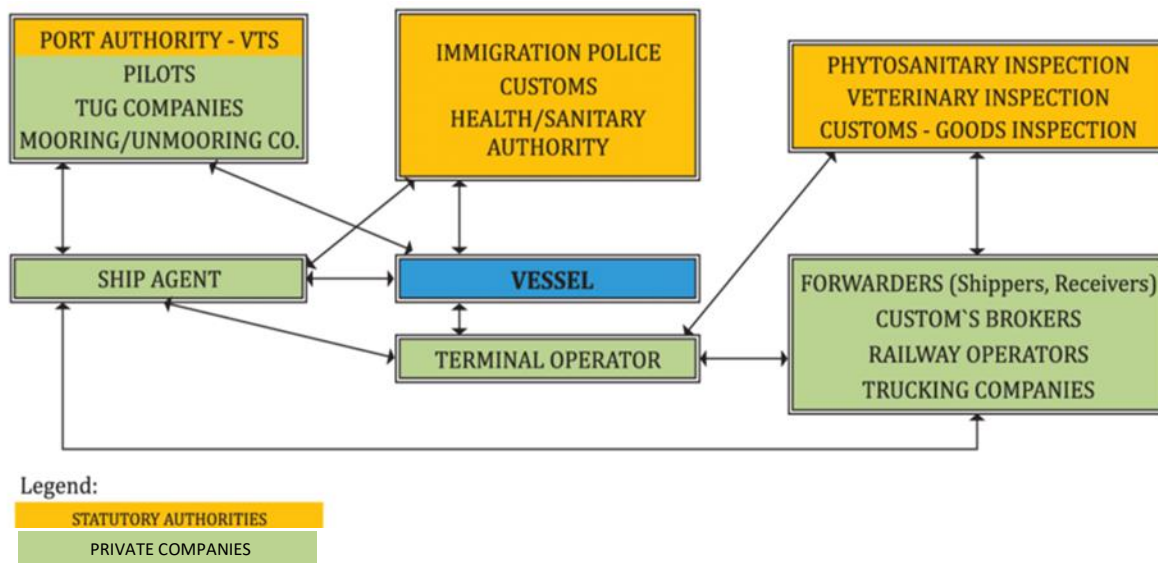 PORT AUTHORITY - VTS
PILOTS
TUG COMPANIES
MOORING/UNMOORING CO.
IMMIGRATION POLICE
CUSTOMS
HEALTH/SANITARY
AUTHORITY
PHYTOSANITARY INSPECTION
VETERINARY INSPECTION
CUSTOMS - GOODS INSPECTION
SHIP AGENT
VESSEL
TERMINAL OPERATOR
FORWARDERS (Shippers, Receivers)
CUSTOM`S BROKERS
RAILWAY OPERATORS
TRUCKING COMPANIES
Legend:
STATUTORY AUTHORITIES
PRIVATE COMPANIES